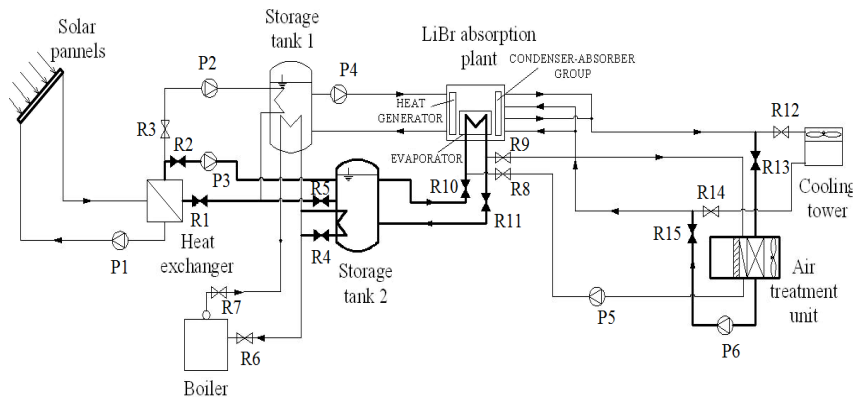 Solar
pannels
Storage
tank 1
LiBr absorption
plant
CONDENSER-ABSORBER
GROUP
P2
P4
HEAT
GENERATOR
R12
R3
R2
R9
EVAPORATOR
P3
R13
Cooling
tower
R10
R8
R5
R14
R1
R11
R15
Heat
exchanger
P1
R4
Storage
tank 2
Air
treatment
unit
R7
P5
P6
R6
Boiler